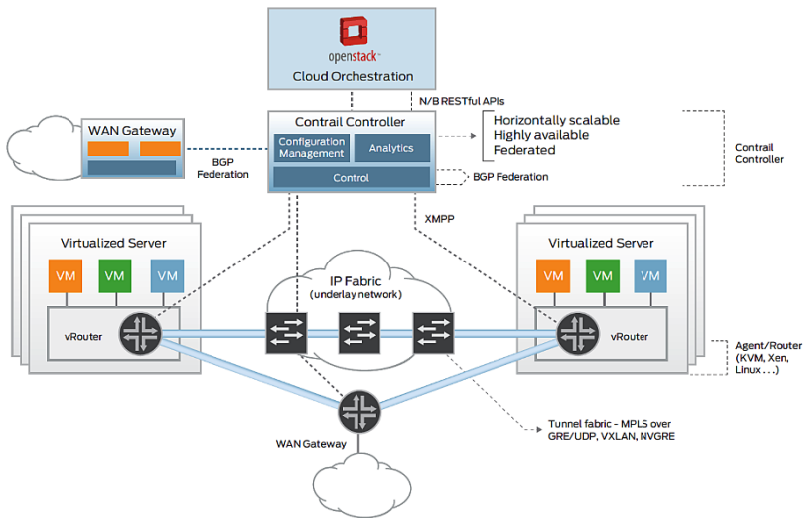 openstack™
Cloud Orchestration
N/B RESTful APIs
Contrail Controller
Configuration
Management
Analytics
Control
Horizontally scalable
Highly available
Federated
Contrail
Controller
WAN Gateway
BGP
Federation
BGP Federation
XMPP
Virtualized Server
VM
VM
VM
vRouter
IP Fabric
(underlay network)
Virtualized Server
VM
VM
VM
vRouter
Agent/Router
(KVM, Xen,
Linux . . .)
WAN Gateway
Tunnel fabric – MPLS over
GRE/UDP, VXLAN, NVGRE